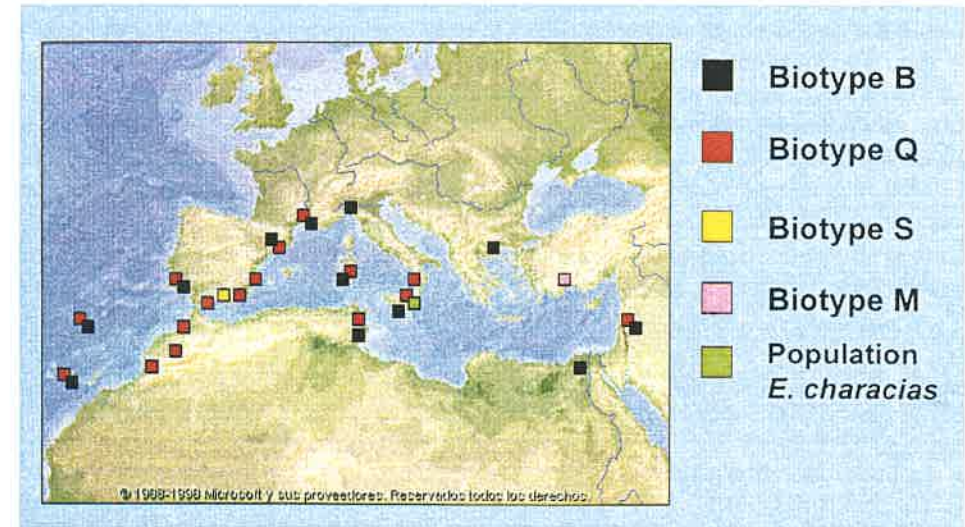 Biotype B
Biotype Q
Biotype S
Biotype M
Population
E. characias
© 1988-1998 Microsoft y sus proveedores. Reservados todos los derechos.